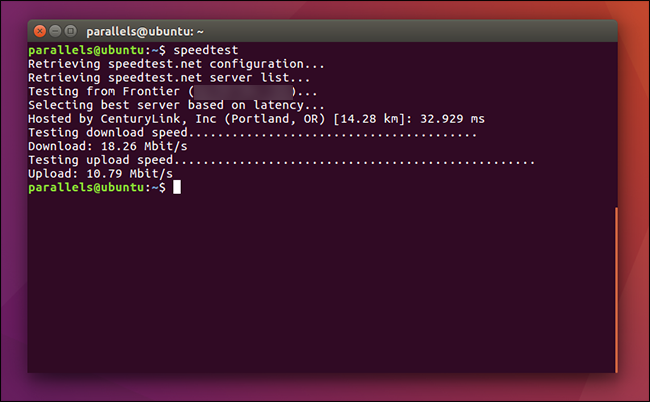 parallels@ubuntu: ~
parallels@ubuntu:~$ speedtest
Retrieving speedtest.net configuration...
Retrieving speedtest.net server list...
Testing from Frontier ( )...
Selecting best server based on latency...
Hosted by CenturyLink, Inc (Portland, OR) [14.28 km]: 32.929 ms
Testing download speed........................................
Download: 18.26 Mbit/s
Testing upload speed..................................................
Upload: 10.79 Mbit/s
parallels@ubuntu:~$